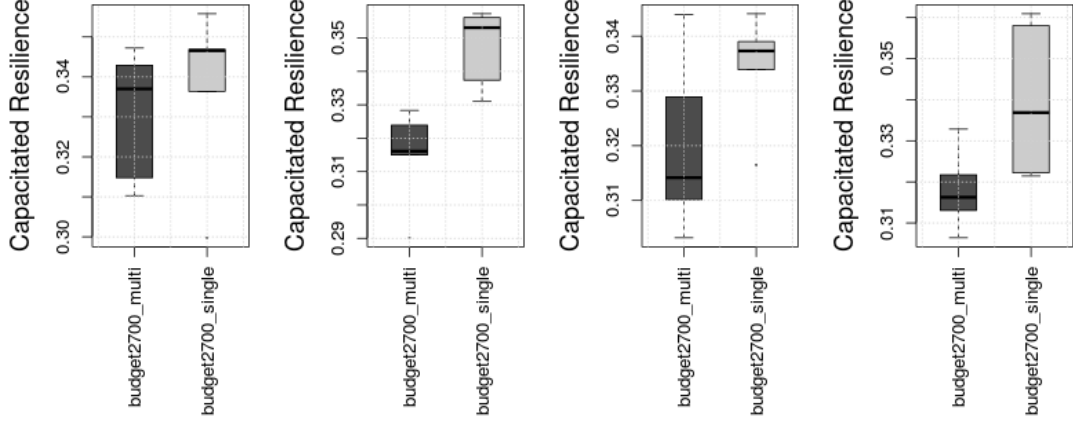 Capacitated Resilience
0.34
0.32
0.30
budget2700_multi
budget2700_single
Capacitated Resilience
0.35
0.33
0.31
0.29
budget2700_multi
budget2700_single
Capacitated Resilience
0.34
0.33
0.32
0.31
budget2700_multi
budget2700_single
Capacitated Resilience
0.35
0.33
0.31
budget2700_multi
budget2700_single